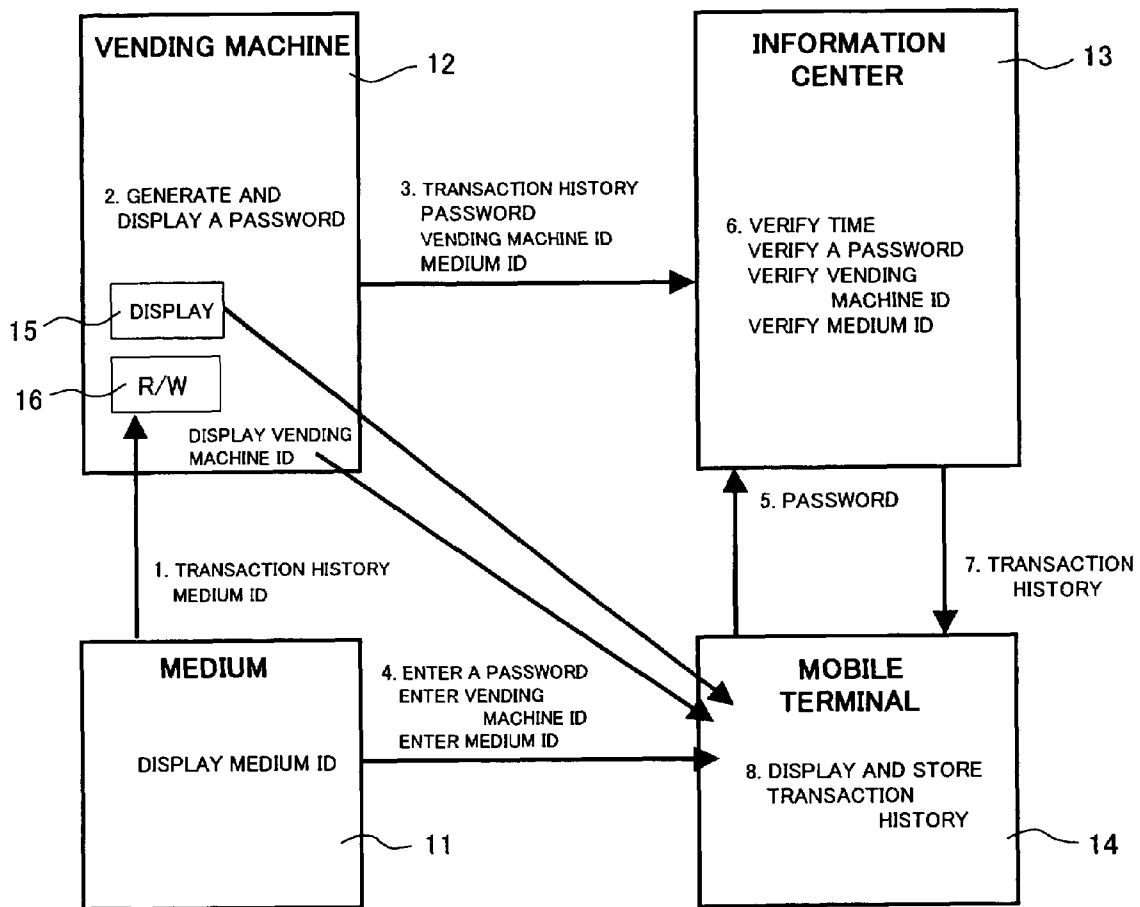 VENDING MACHINE
12
2. GENERATE AND
DISPLAY A PASSWORD
15
DISPLAY
16
R/W
DISPLAY VENDING
MACHINE ID
3. TRANSACTION HISTORY
PASSWORD
VENDING MACHINE ID
MEDIUM ID
INFORMATION
CENTER
13
6. VERIFY TIME
VERIFY A PASSWORD
VERIFY VENDING
MACHINE ID
VERIFY MEDIUM ID
1. TRANSACTION HISTORY
MEDIUM ID
5. PASSWORD
7. TRANSACTION
HISTORY
MEDIUM
DISPLAY MEDIUM ID
11
4. ENTER A PASSWORD
ENTER VENDING
MACHINE ID
ENTER MEDIUM ID
MOBILE
TERMINAL
8. DISPLAY AND STORE
TRANSACTION
HISTORY
14